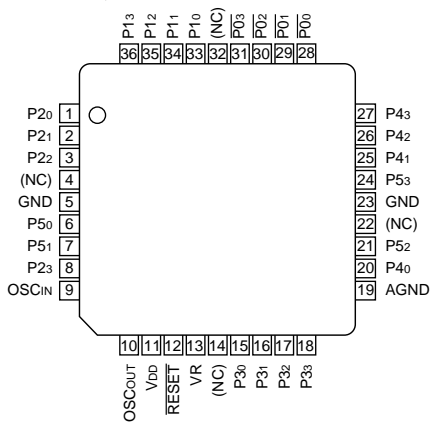 P13 P12 P11 P10 (NC) P03 P02 P01 P00
36 35 34 33 32 31 30 29 28
P20 1 27 P43
P21 2 26 P42
P22 3 25 P41
(NC) 4 24 P53
GND 5 23 GND
P50 6 22 (NC)
P51 7 21 P52
P23 8 20 P40
OSCIN 9 19 AGND
10 11 12 13 14 15 16 17 18
OSCOUT VDD RESET VR (NC) P30 P31 P32 P33